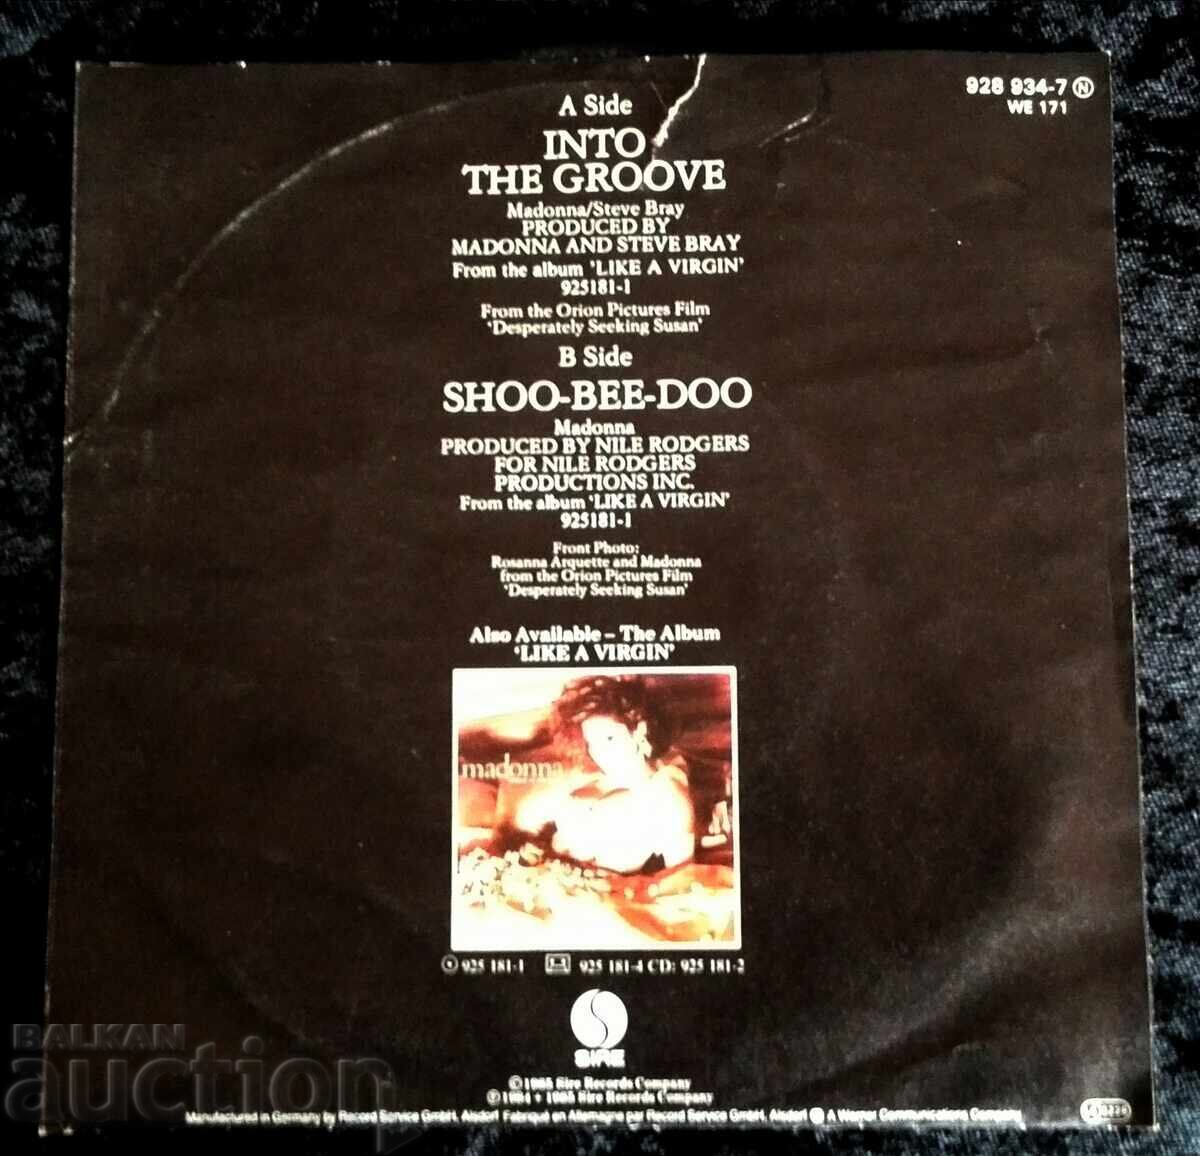 928 934-7 Ⓝ
WE 171
A Side
INTO
THE GROOVE
Madonna/Steve Bray
PRODUCED BY
MADONNA AND STEVE BRAY
From the album 'LIKE A VIRGIN'
925181-1
From the Orion Pictures Film
'Desperately Seeking Susan'
B Side
SHOO-BEE-DOO
Madonna
PRODUCED BY NILE RODGERS
FOR NILE RODGERS
PRODUCTIONS INC.
From the album 'LIKE A VIRGIN'
925181-1
Front Photo:
Rosanna Arquette and Madonna
from the Orion Pictures Film
'Desperately Seeking Susan'
Also Available – The Album
'LIKE A VIRGIN'
madonna
925 181-1 925 181-4 CD: 925 181-2
SIRE
© 1985 Sire Records Company
℗ 1984 + 1985 Sire Records Company
Manufactured in Germany by Record Service GmbH, Alsdorf Fabriqué en Allemagne par Record Service GmbH, Alsdorf A Warner Communications Company
BALKAN
auction